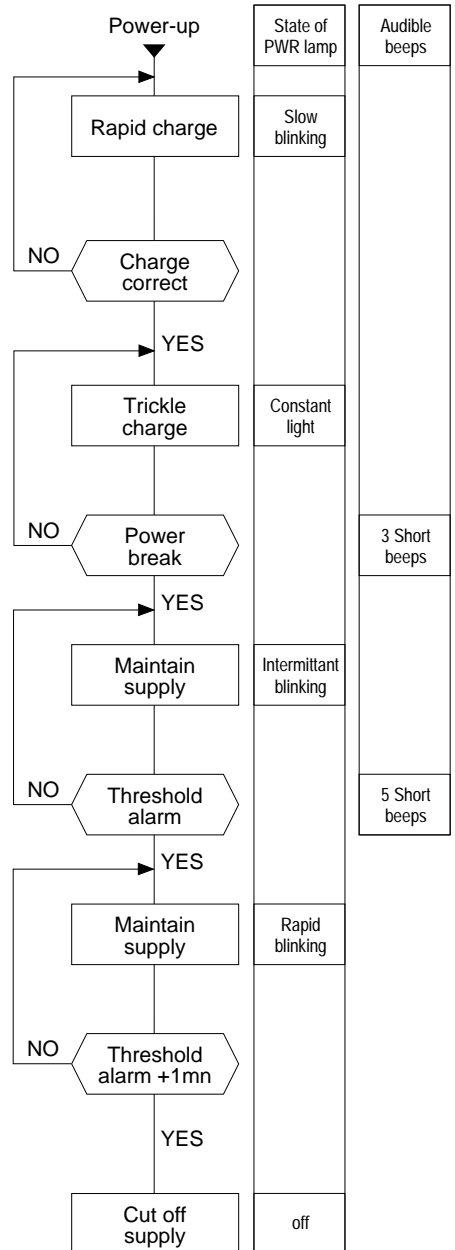 Power-up
State of
PWR lamp
Audible
beeps
Rapid charge
Slow
blinking
NO
Charge
correct
YES
Trickle
charge
Constant
light
NO
Power
break
3 Short
beeps
YES
Maintain
supply
Intermittant
blinking
NO
Threshold
alarm
5 Short
beeps
YES
Maintain
supply
Rapid
blinking
NO
Threshold
alarm +1mn
YES
Cut off
supply
off